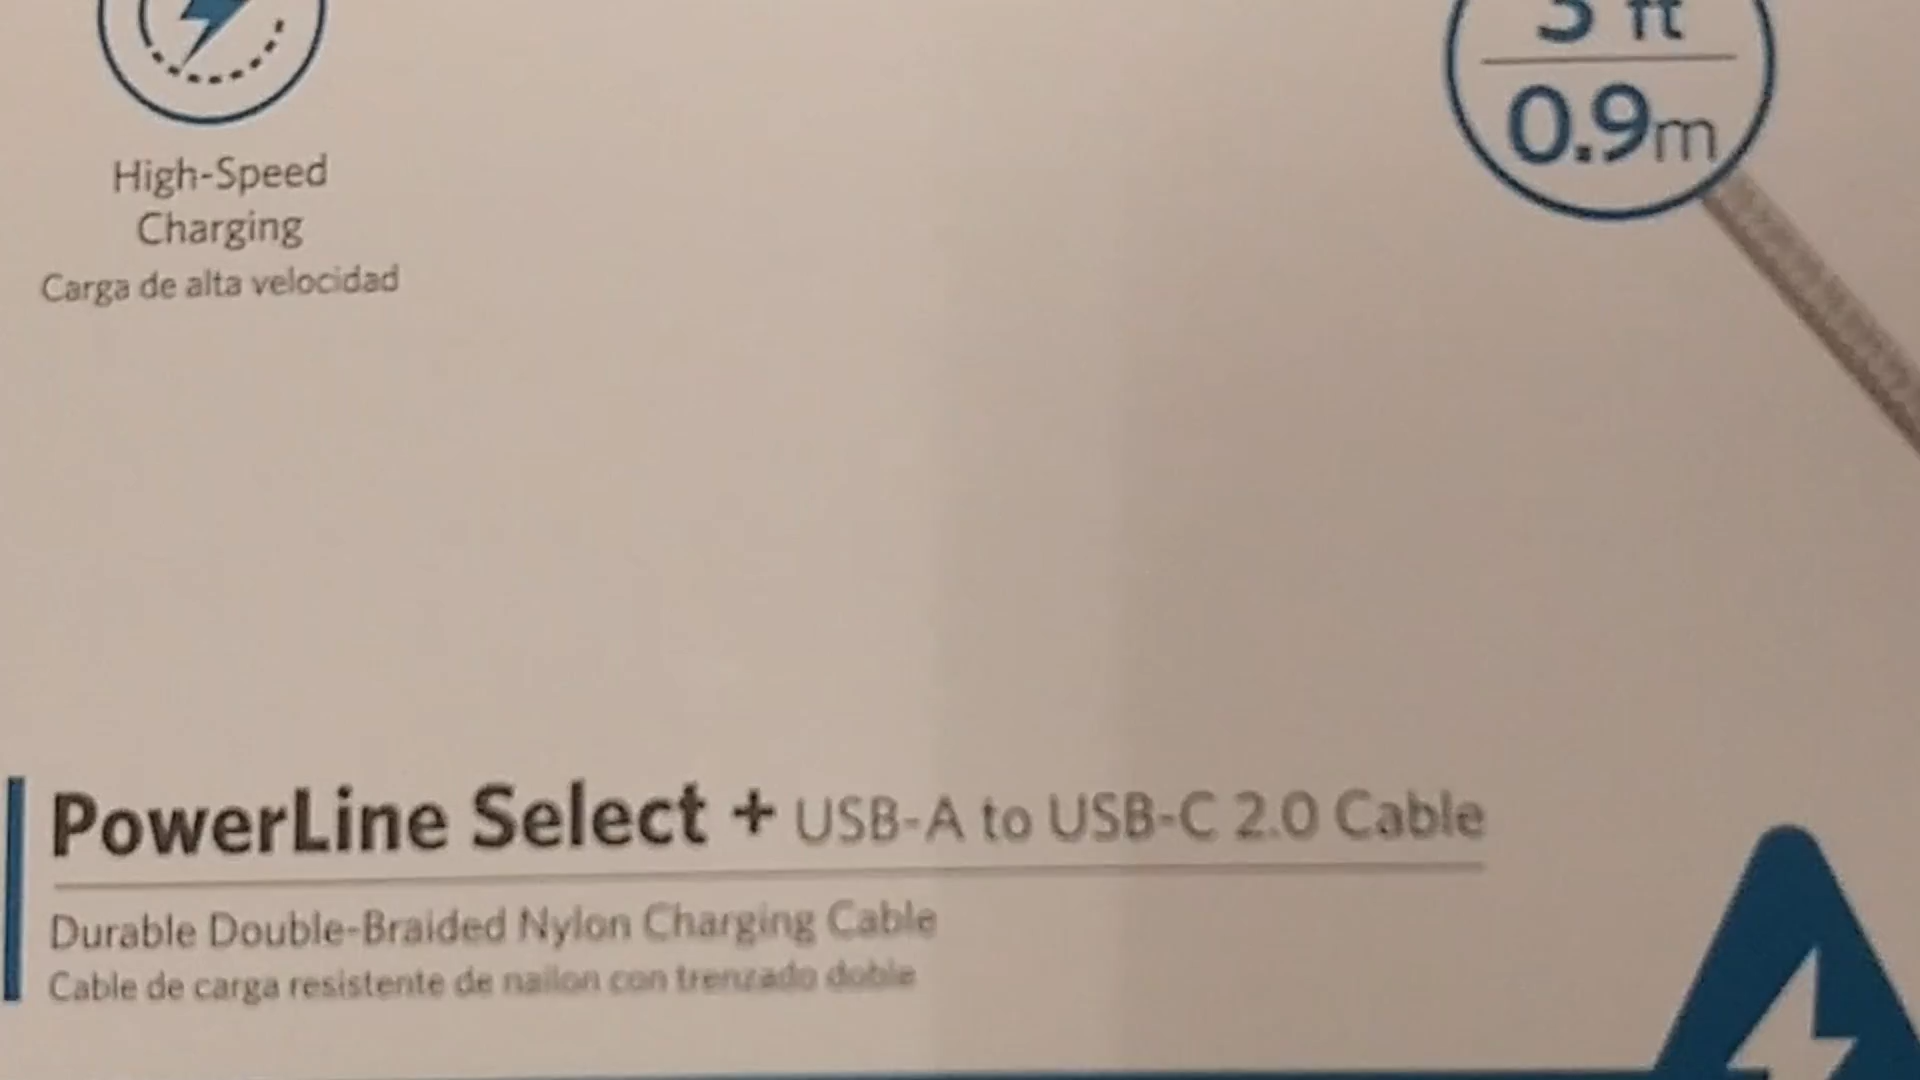 3 ft
0.9m
High-Speed
Charging
Carga de alta velocidad
PowerLine Select + USB-A to USB-C 2.0 Cable
Durable Double-Braided Nylon Charging Cable
Cable de carga resistente de nailon con trenzado doble